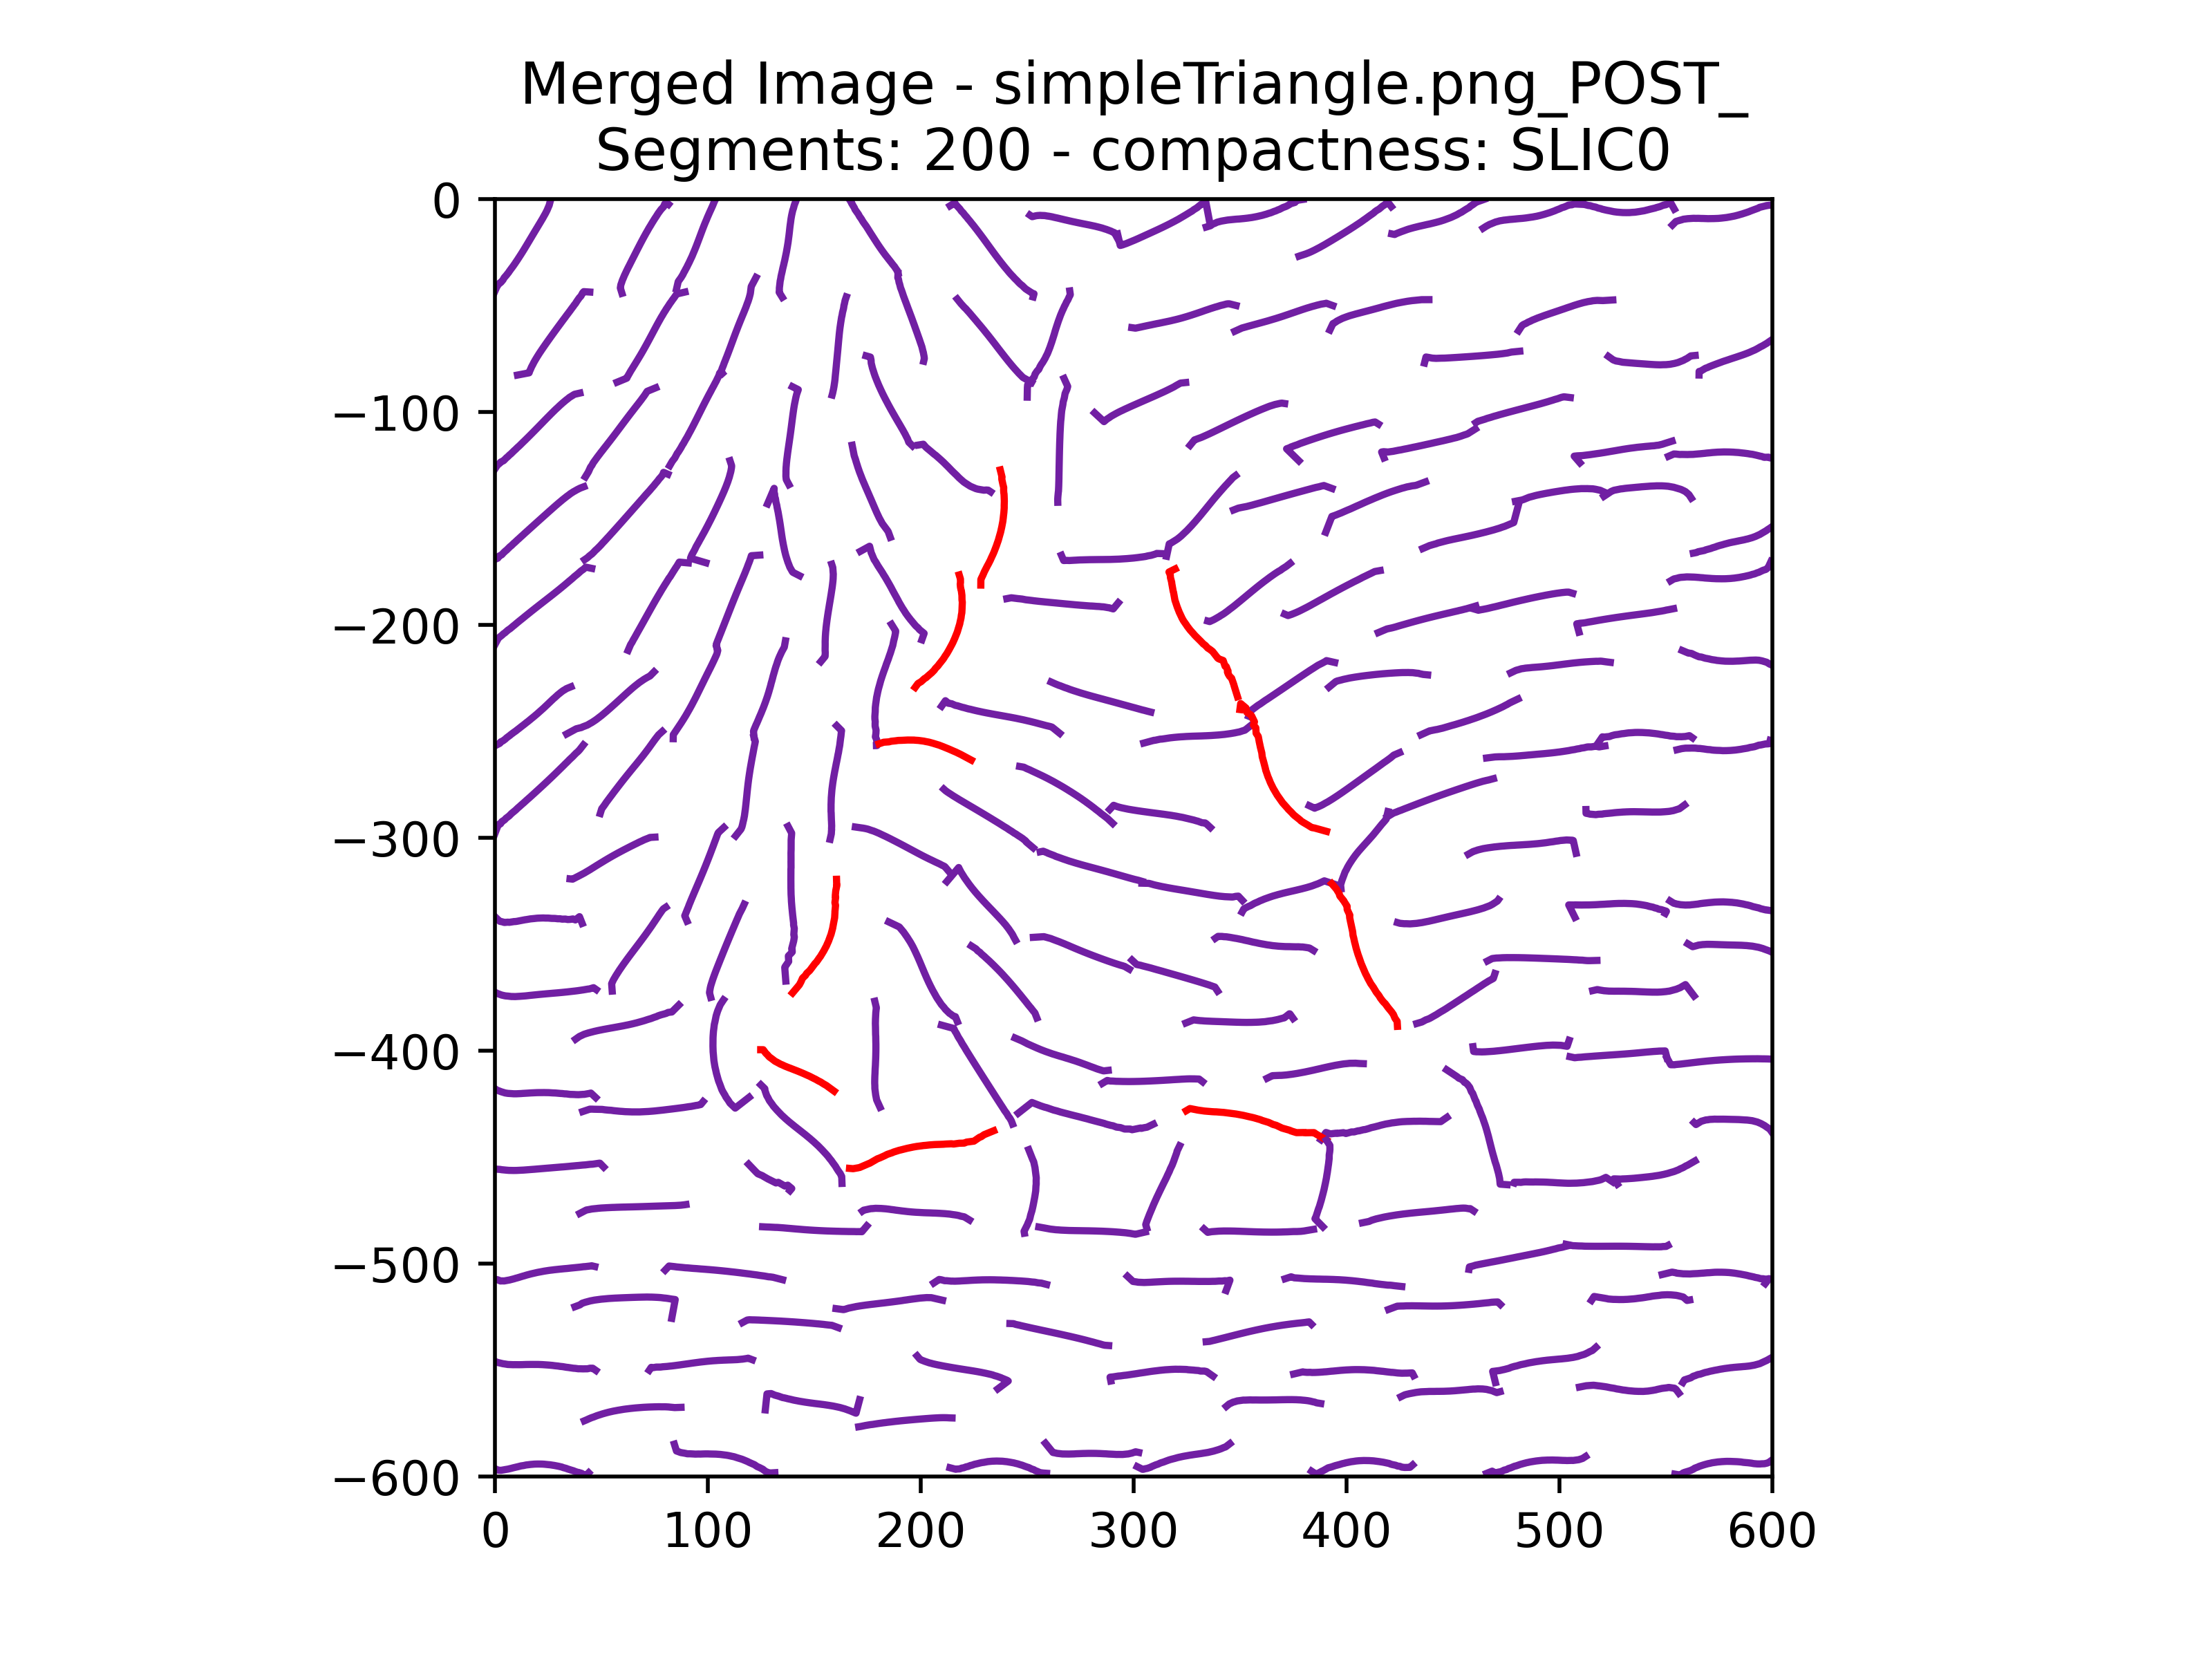 Merged Image - simpleTriangle.png_POST_
Segments: 200 - compactness: SLIC0
0
−100
−200
−300
−400
−500
−600
0 100 200 300 400 500 600